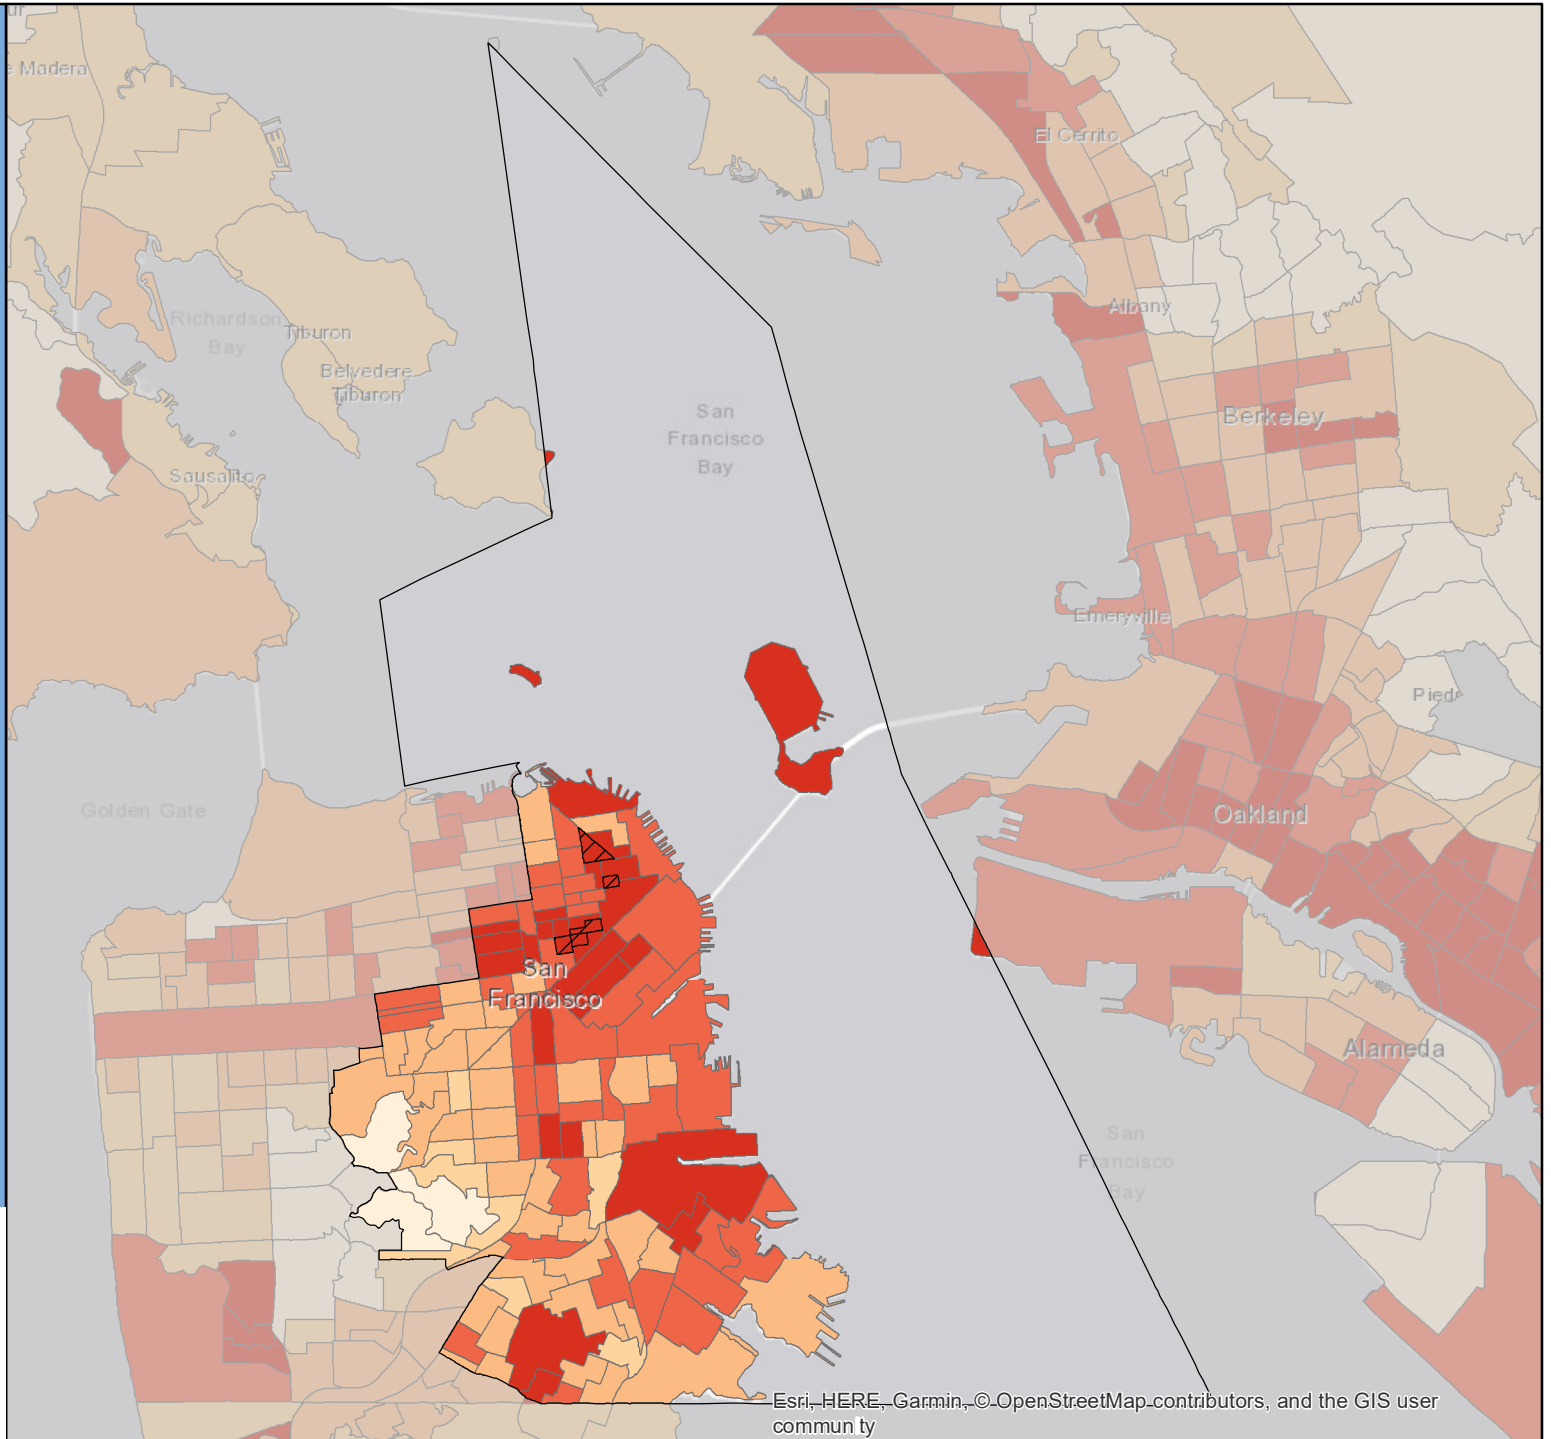 Madera
El Cerrito
Richardson
Bay
Tiburon
Albany
Belvedere
Tiburon
San
Francisco
Bay
Berkeley
Sausalito
Emeryville
Golden Gate
Oakland
San
Francisco
Alameda
San
Francisco
Bay
Esri, HERE, Garmin, © OpenStreetMap contributors, and the GIS user
community